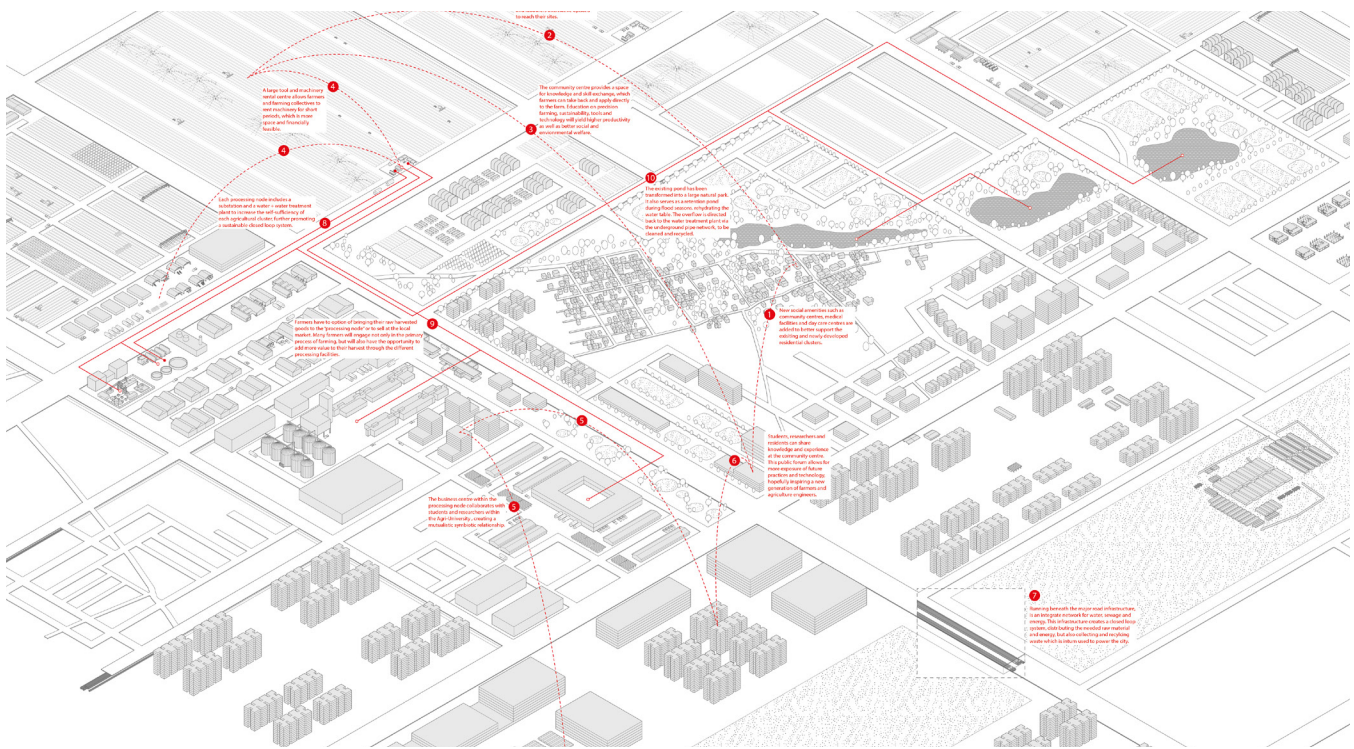 to reach their sites.
2
4
A large tool and machinery
rental centre allows farmers
and farming collectives to
rent machinery for short
periods, which is more
space and financially
feasible.
The community centre provides a space
for knowledge and skill exchange, which
farmers can take back and apply directly
to the farm. Education on precision
farming, sustainability, tools and
technology will yield higher productivity
as well as better social and
environmental welfare.
3
4
10
The existing pond has been
transformed into a large natural park.
It also serves as a retention pond
during flood seasons, rehydrating the
water table. The overflow is directed
back to the water treatment plant via
the underground pipe network, to be
cleaned and recycled.
Each processing node includes a
substation and a water + waste treatment
plant to increase the self-sufficiency of
each agricultural cluster, further promoting
a sustainable closed loop system.
8
9
Farmers have to option of bringing their raw harvested
goods to the 'processing node' or to sell at the local
market. Many farmers will engage not only in the primary
process of farming, but will also have the opportunity to
add more value to their harvest through the different
processing facilities.
1
New social amenities such as
community centres, medical
facilities and day care centres are
added to better support the
existing and newly developed
residential clusters.
5
6
Students, researchers and
residents can share
knowledge and experience
at the community centre.
This public forum allows for
more exposure of future
practices and technology,
hopefully inspiring a new
generation of farmers and
agriculture engineers.
The business centre within the
processing node collaborates with
students and researchers within
the Agri-University , creating a
mutualistic symbiotic relationship.
5
7
Running beneath the major road infrastructure,
is an integrate network for water, sewage and
energy. This infrastructure creates a closed loop
system, distributing the needed raw material
and energy, but also collecting and recycling
waste which is inturn used to power the city.